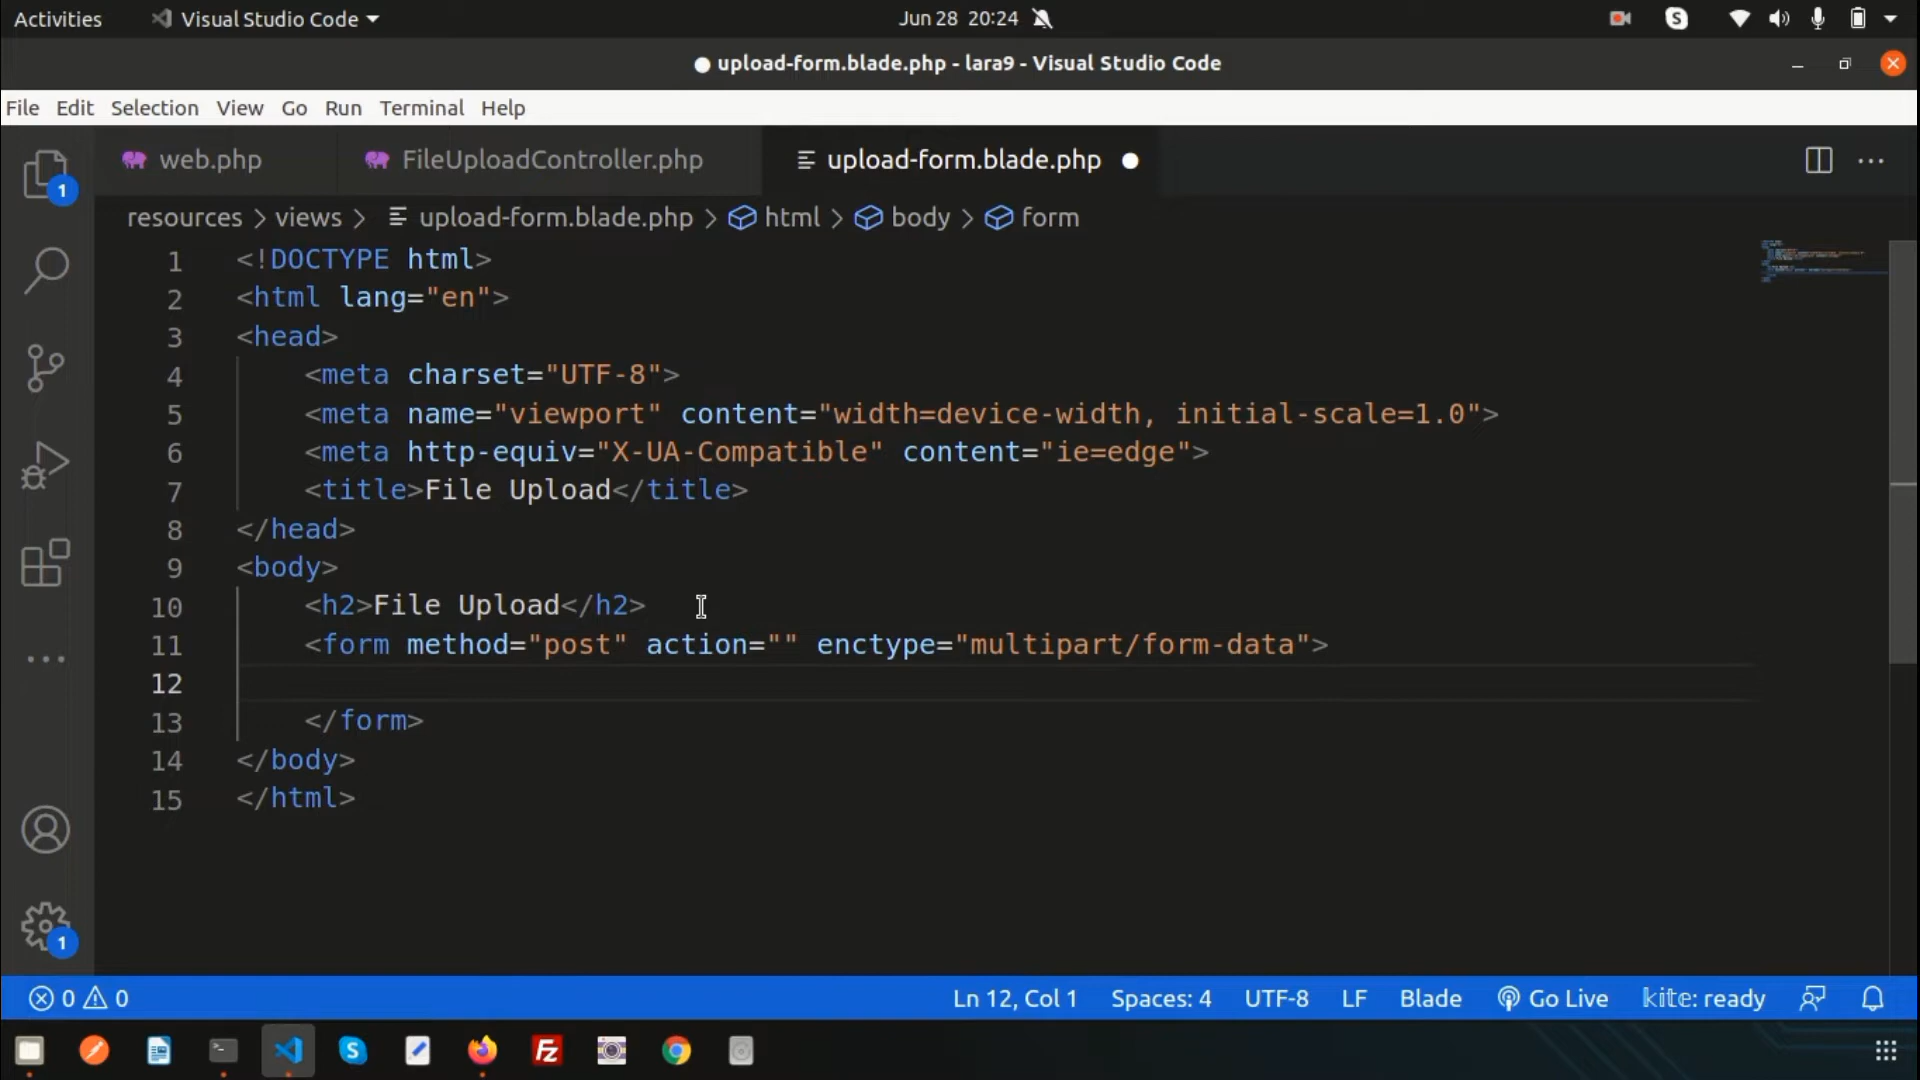 Activities Visual Studio Code Jun 28 20:24
upload-form.blade.php - lara9 - Visual Studio Code
File Edit Selection View Go Run Terminal Help
web.php FileUploadController.php upload-form.blade.php
resources > views > upload-form.blade.php > html > body > form
1 <!DOCTYPE html>
2 <html lang="en">
3 <head>
4 <meta charset="UTF-8">
5 <meta name="viewport" content="width=device-width, initial-scale=1.0">
6 <meta http-equiv="X-UA-Compatible" content="ie=edge">
7 <title>File Upload</title>
8 </head>
9 <body>
10 <h2>File Upload</h2>
11 <form method="post" action="" enctype="multipart/form-data">
12
13 </form>
14 </body>
15 </html>
1
1
0 0 Ln 12, Col 1 Spaces: 4 UTF-8 LF Blade Go Live kite: ready